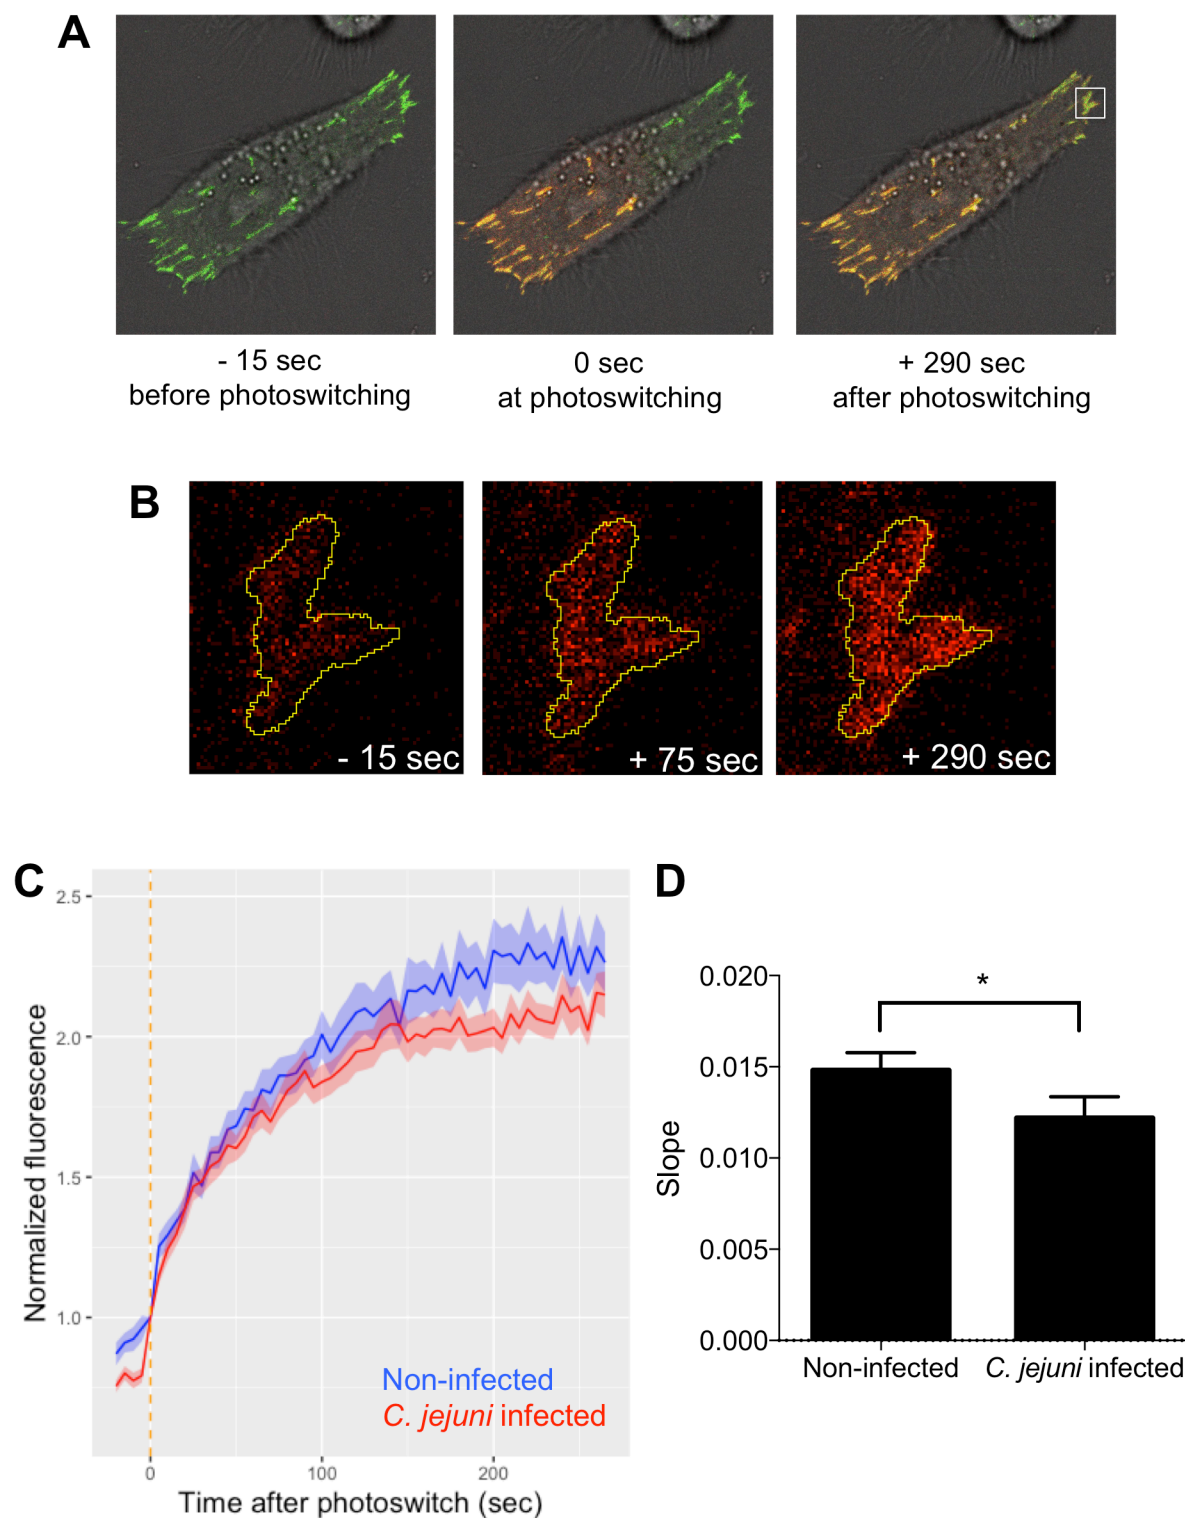 A
- 15 sec
before photoswitching
0 sec
at photoswitching
+ 290 sec
after photoswitching
B
- 15 sec
+ 75 sec
+ 290 sec
C
2.5
2.0
1.5
1.0
Normalized fluorescence
Non-infected
C. jejuni infected
0
100
200
Time after photoswitch (sec)
D
0.020
0.015
0.010
0.005
0.000
Slope
*
Non-infected
C. jejuni infected